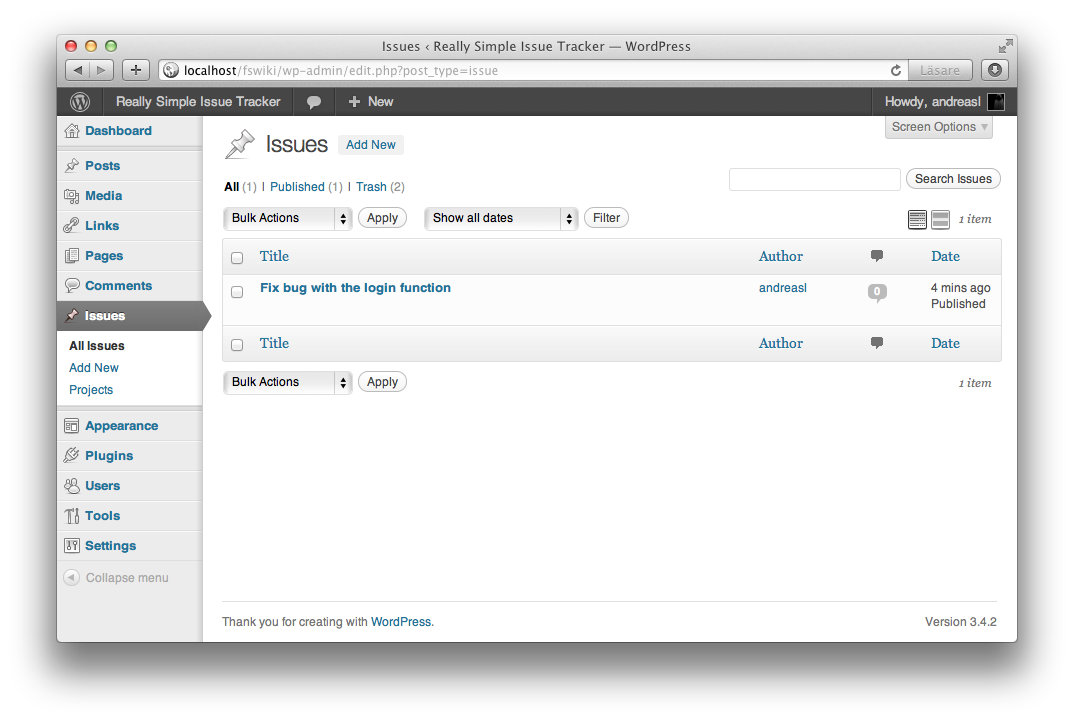 Issues ‹ Really Simple Issue Tracker — WordPress
localhost/fswiki/wp-admin/edit.php?post_type=issue
Läsare
Really Simple Issue Tracker
New
Howdy, andreasl
Dashboard
Posts
Media
Links
Pages
Comments
Issues
All Issues
Add New
Projects
Appearance
Plugins
Users
Tools
Settings
Collapse menu
Screen Options
Issues Add New
All (1) | Published (1) | Trash (2)
Search Issues
Bulk Actions Apply Show all dates Filter 1 item
Title Author Date
Fix bug with the login function andreasl 0 4 mins ago
Published
Title Author Date
Bulk Actions Apply 1 item
Thank you for creating with WordPress. Version 3.4.2